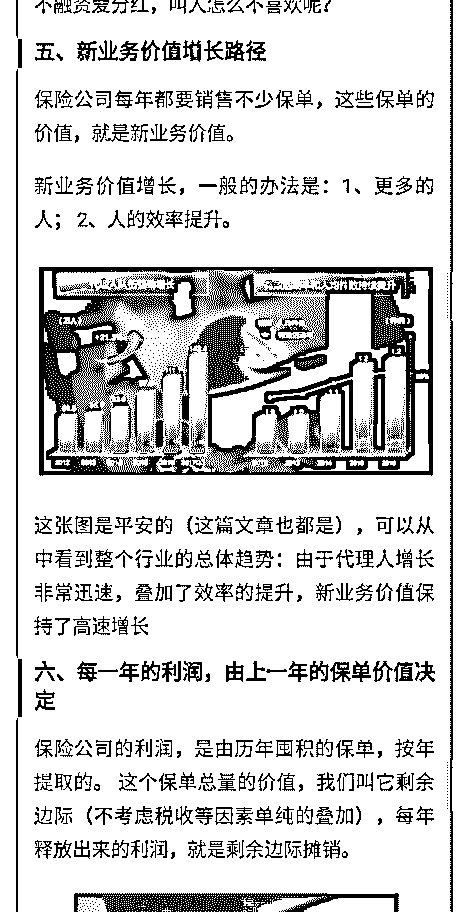 不融资爱分红，叫人怎么不喜欢呢？
五、新业务价值增长路径
保险公司每年都要销售不少保单，这些保单的
价值，就是新业务价值。
新业务价值增长，一般的办法是：1、更多的
人；2、人的效率提升。
这张图是平安的（这篇文章也都是），可以从
中看到整个行业的总体趋势：由于代理人增长
非常迅速，叠加了效率的提升，新业务价值保
持了高速增长
六、每一年的利润，由上一年的保单价值决
定
保险公司的利润，是由历年囤积的保单，按年
提取的。 这个保单总量的价值，我们叫它剩余
边际（不考虑税收等因素单纯的叠加），每年
释放出来的利润，就是剩余边际摊销。